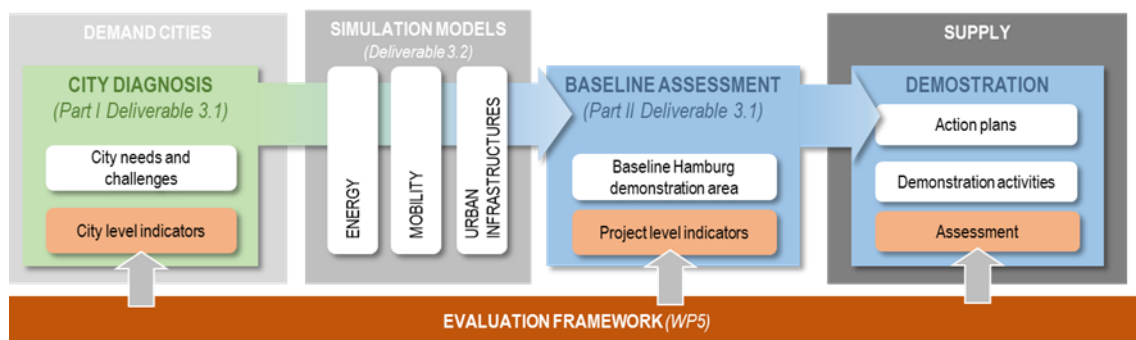 DEMAND CITIES
CITY DIAGNOSIS
(Part I Deliverable 3.1)
City needs and
challenges
City level indicators
SIMULATION MODELS
(Deliverable 3.2)
ENERGY
MOBILITY
URBAN
INFRASTRUCTURES
BASELINE ASSESSMENT
(Part II Deliverable 3.1)
Baseline Hamburg
demonstration area
Project level indicators
SUPPLY
DEMOSTRATION
Action plans
Demonstration activities
Assessment
EVALUATION FRAMEWORK (WP5)